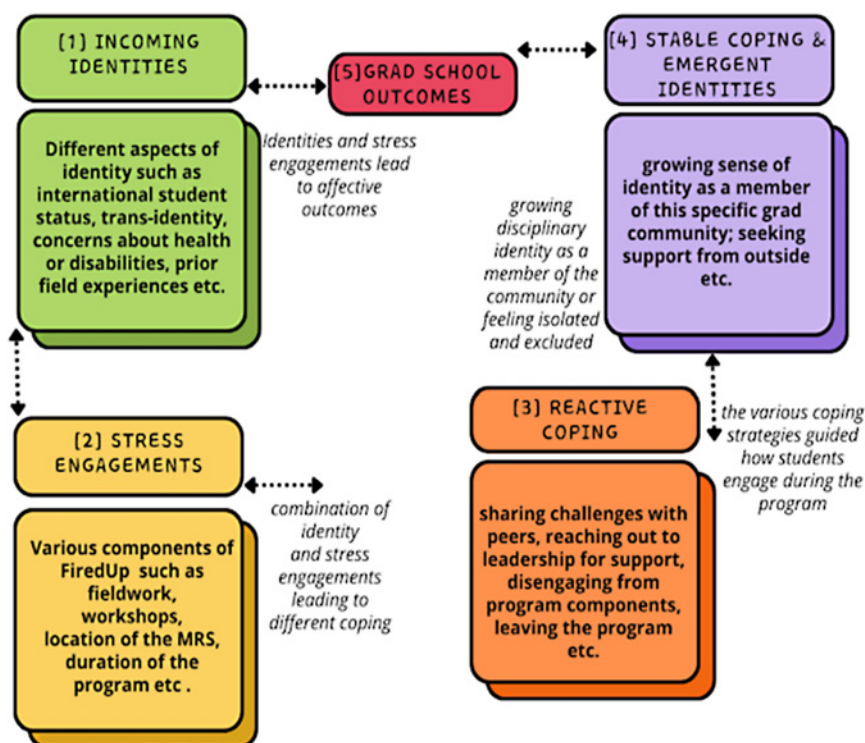 [1] INCOMING
IDENTITIES
Different aspects of
identity such as
international student
status, trans-identity,
concerns about health
or disabilities, prior
field experiences etc.
[5]GRAD SCHOOL
OUTCOMES
Identities and stress
engagements lead
to affective
outcomes
[4] STABLE COPING &
EMERGENT
IDENTITIES
growing sense of
identity as a member
of this specific grad
community; seeking
support from outside
etc.
growing
disciplinary
identity as a
member of the
community or
feeling isolated
and excluded
[2] STRESS
ENGAGEMENTS
Various components of
FiredUp such as
fieldwork,
workshops,
location of the MRS,
duration of the
program etc .
combination of
identity
and stress
engagements
leading to
different coping
[3] REACTIVE
COPING
sharing challenges with
peers, reaching out to
leadership for support,
disengaging from
program components,
leaving the program
etc.
the various coping
strategies guided
how students
engage during the
program